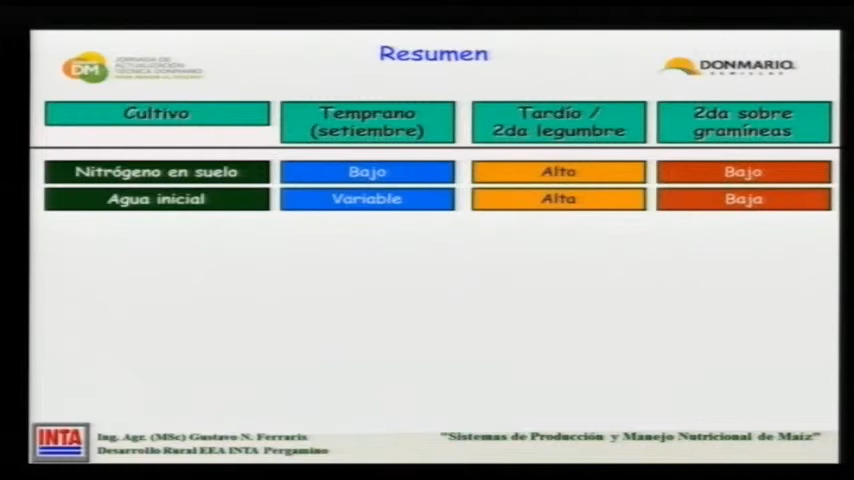 Resumen
DM
JORNADA DE
ACTUALIZACIÓN
TÉCNICA DONMARIO
DONMARIO.
SEMILLAS
Cultivo
Temprano
(setiembre)
Tardío /
2da legumbre
2da sobre
gramíneas
Nitrógeno en suelo
Bajo
Alto
Bajo
Agua inicial
Variable
Alta
Baja
INTA
Ing. Agr. (MSc) Gustavo N. Ferraris
Desarrollo Rural EEA INTA Pergamino
"Sistemas de Producción y Manejo Nutricional de Maíz"